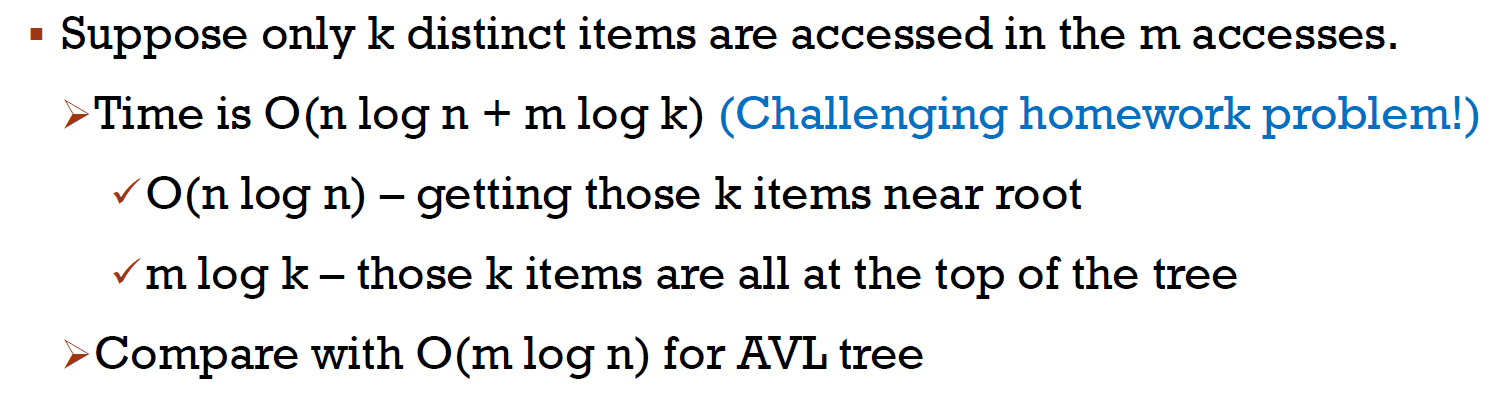 ▪ Suppose only k distinct items are accessed in the m accesses.
➢Time is O(n log n + m log k) (Challenging homework problem!)
✓O(n log n) – getting those k items near root
✓m log k – those k items are all at the top of the tree
➢Compare with O(m log n) for AVL tree